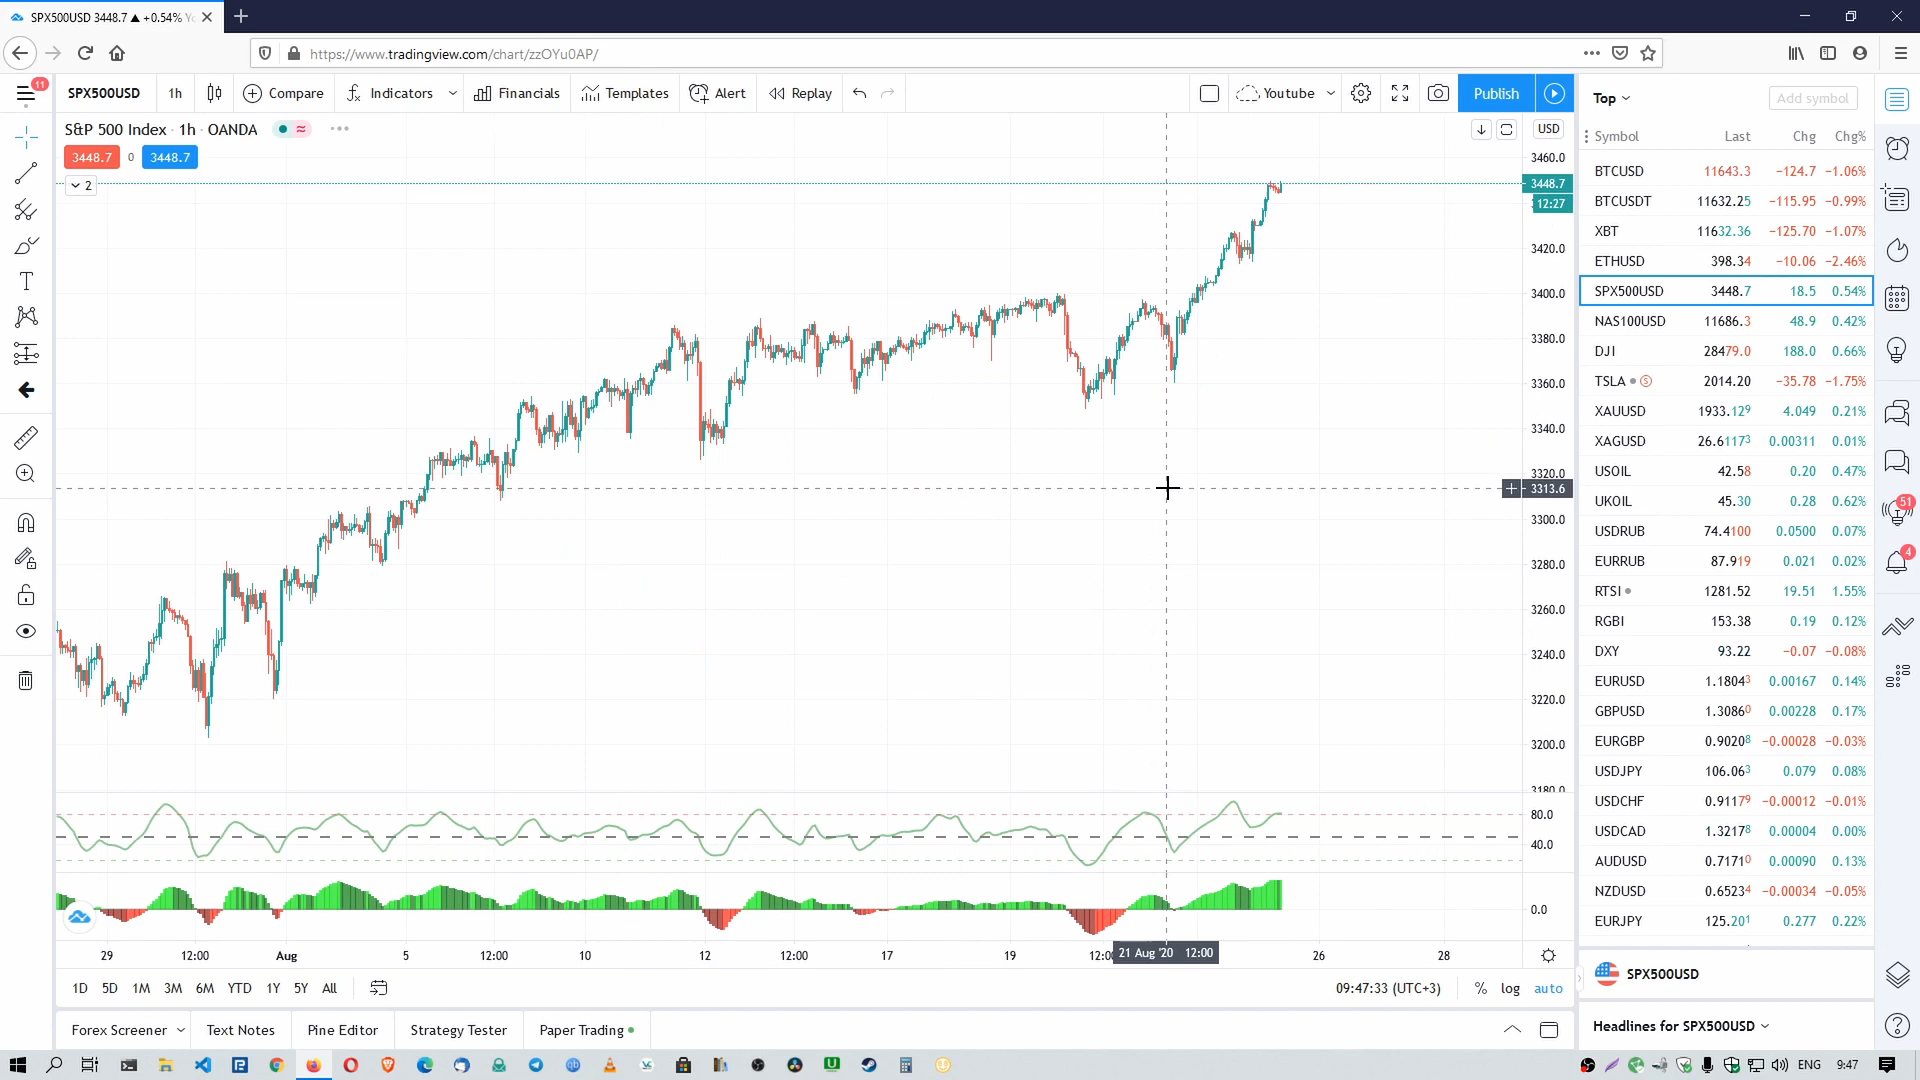 SPX500USD 3448.7 ▲ +0.54%
https://www.tradingview.com/chart/zzOYu0AP/
11
SPX500USD 1h Compare Indicators Financials Templates Alert Replay Youtube Publish
Top Add symbol
S&P 500 Index · 1h · OANDA
USD
Symbol Last Chg Chg%
3448.7 0 3448.7
2
3460.0
3448.7
12:27
3420.0
3400.0
3380.0
3360.0
3340.0
3320.0
3313.6
3300.0
3280.0
3260.0
3240.0
3220.0
3200.0
3180.0
80.0
40.0
0.0
BTCUSD 11643.3 −124.7 −1.06%
BTCUSDT 11632.25 −115.95 −0.99%
XBT 11632.36 −125.70 −1.07%
ETHUSD 398.34 −10.06 −2.46%
SPX500USD 3448.7 18.5 0.54%
NAS100USD 11686.3 48.9 0.42%
DJI 28479.0 188.0 0.66%
TSLA S 2014.20 −35.78 −1.75%
XAUUSD 1933.129 4.049 0.21%
XAGUSD 26.61173 0.00311 0.01%
USOIL 42.58 0.20 0.47%
UKOIL 45.30 0.28 0.62%
51
USDRUB 74.4100 0.0500 0.07%
EURRUB 87.919 0.021 0.02%
4
RTSI 1281.52 19.51 1.55%
RGBI 153.38 0.19 0.12%
DXY 93.22 −0.07 −0.08%
EURUSD 1.18043 0.00167 0.14%
GBPUSD 1.30860 0.00228 0.17%
EURGBP 0.90208 −0.00028 −0.03%
USDJPY 106.063 0.079 0.08%
USDCHF 0.91179 −0.00012 −0.01%
USDCAD 1.32178 0.00004 0.00%
AUDUSD 0.71710 0.00090 0.13%
NZDUSD 0.65234 −0.00034 −0.05%
EURJPY 125.201 0.277 0.22%
29 12:00 Aug 5 12:00 10 12 12:00 17 19 12:0 21 Aug '20 12:00 26 28
SPX500USD
1D 5D 1M 3M 6M YTD 1Y 5Y All 09:47:33 (UTC+3) % log auto
Forex Screener Text Notes Pine Editor Strategy Tester Paper Trading
Headlines for SPX500USD
ENG 9:47